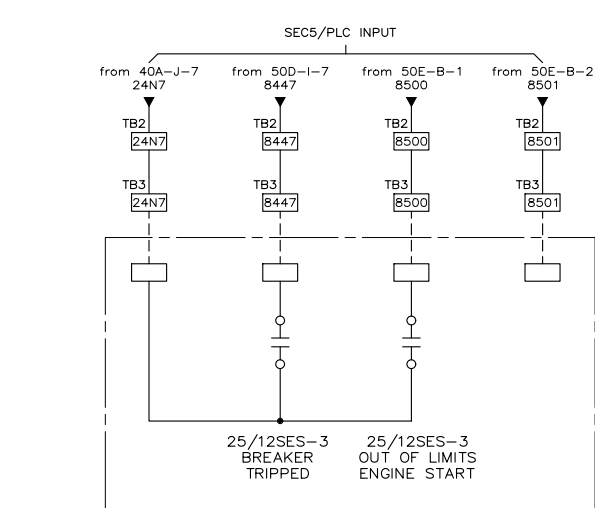 SEC5/PLC INPUT
from 40A-J-7 from 50D-I-7 from 50E-B-1 from 50E-B-2
24N7 8447 8500 8501
TB2 TB2 TB2 TB2
24N7 8447 8500 8501
TB3 TB3 TB3 TB3
24N7 8447 8500 8501
25/12SES-3 25/12SES-3
BREAKER OUT OF LIMITS
TRIPPED ENGINE START